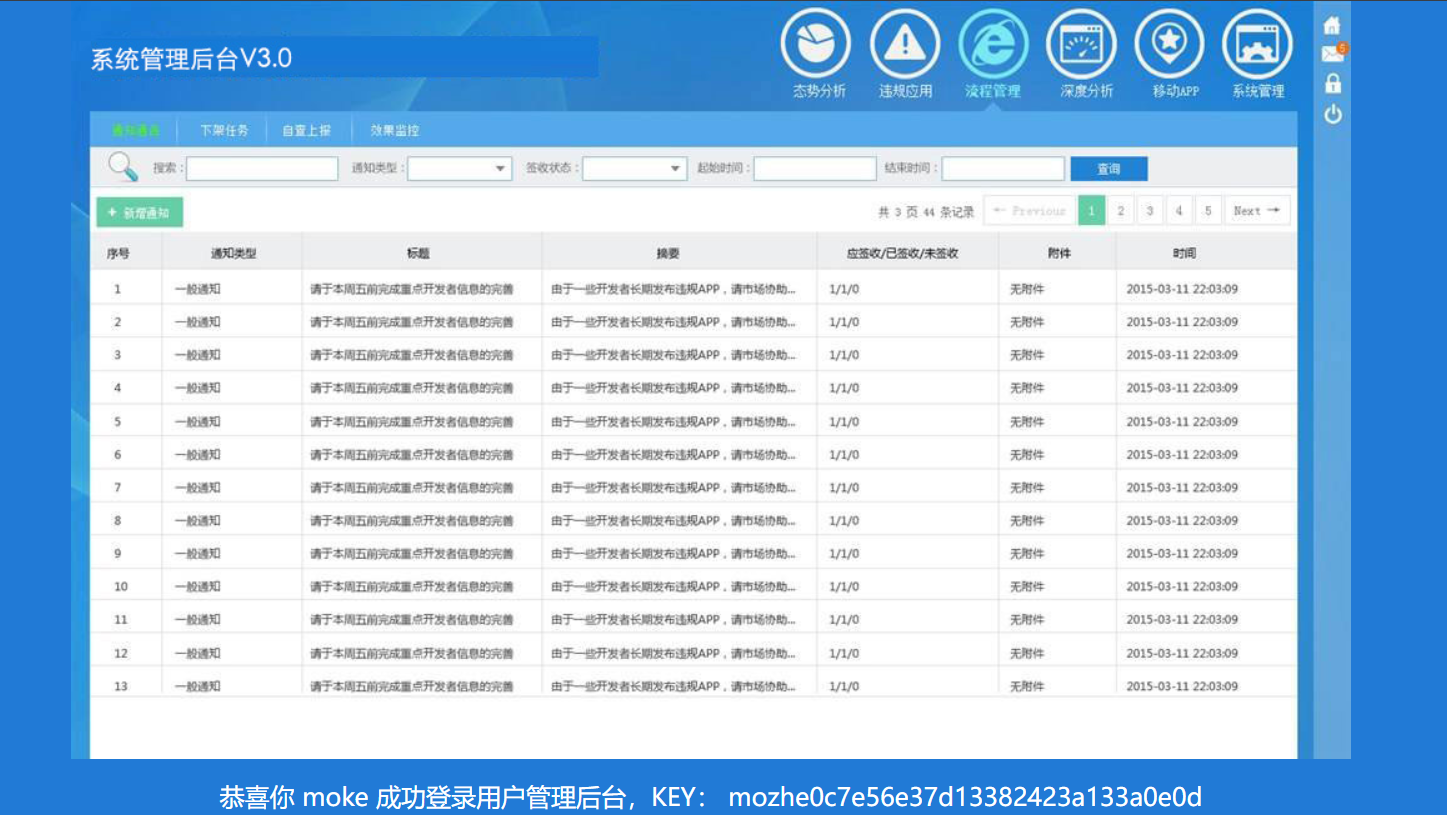 系统管理后台V3.0
态势分析 违规应用 流程管理 深度分析 移动APP 系统管理
5
通知通告 下架任务 自查上报 效果监控
搜索： 通知类型： 签收状态： 起始时间： 结束时间： 查询
+ 新增通知 共 3 页 44 条记录 ← Previous 1 2 3 4 5 Next →
序号 通知类型 标题 摘要 应签收/已签收/未签收 附件 时间
1 一般通知 请于本周五前完成重点开发者信息的完善 由于一些开发者长期发布违规APP，请市场协助... 1/1/0 无附件 2015-03-11 22:03:09
2 一般通知 请于本周五前完成重点开发者信息的完善 由于一些开发者长期发布违规APP，请市场协助... 1/1/0 无附件 2015-03-11 22:03:09
3 一般通知 请于本周五前完成重点开发者信息的完善 由于一些开发者长期发布违规APP，请市场协助... 1/1/0 无附件 2015-03-11 22:03:09
4 一般通知 请于本周五前完成重点开发者信息的完善 由于一些开发者长期发布违规APP，请市场协助... 1/1/0 无附件 2015-03-11 22:03:09
5 一般通知 请于本周五前完成重点开发者信息的完善 由于一些开发者长期发布违规APP，请市场协助... 1/1/0 无附件 2015-03-11 22:03:09
6 一般通知 请于本周五前完成重点开发者信息的完善 由于一些开发者长期发布违规APP，请市场协助... 1/1/0 无附件 2015-03-11 22:03:09
7 一般通知 请于本周五前完成重点开发者信息的完善 由于一些开发者长期发布违规APP，请市场协助... 1/1/0 无附件 2015-03-11 22:03:09
8 一般通知 请于本周五前完成重点开发者信息的完善 由于一些开发者长期发布违规APP，请市场协助... 1/1/0 无附件 2015-03-11 22:03:09
9 一般通知 请于本周五前完成重点开发者信息的完善 由于一些开发者长期发布违规APP，请市场协助... 1/1/0 无附件 2015-03-11 22:03:09
10 一般通知 请于本周五前完成重点开发者信息的完善 由于一些开发者长期发布违规APP，请市场协助... 1/1/0 无附件 2015-03-11 22:03:09
11 一般通知 请于本周五前完成重点开发者信息的完善 由于一些开发者长期发布违规APP，请市场协助... 1/1/0 无附件 2015-03-11 22:03:09
12 一般通知 请于本周五前完成重点开发者信息的完善 由于一些开发者长期发布违规APP，请市场协助... 1/1/0 无附件 2015-03-11 22:03:09
13 一般通知 请于本周五前完成重点开发者信息的完善 由于一些开发者长期发布违规APP，请市场协助... 1/1/0 无附件 2015-03-11 22:03:09
恭喜你 moke 成功登录用户管理后台，KEY： mozhe0c7e56e37d13382423a133a0e0d